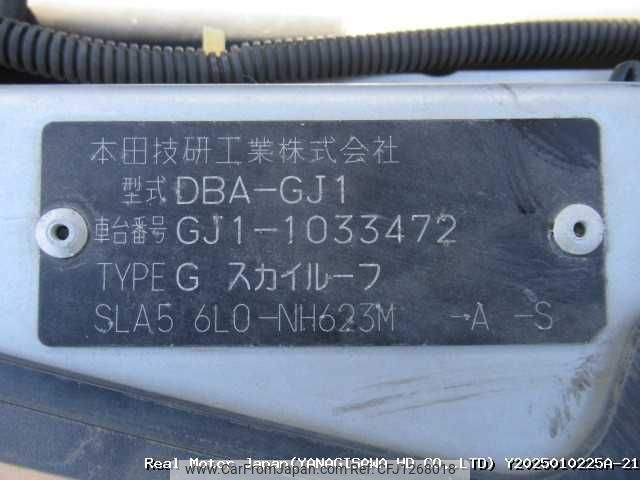 本田技研工業株式会社
型式 DBA-GJ1
車台番号 GJ1-1033472
TYPE G スカイルーフ
SLA5 6L0-NH623M -A -S
Real Motor Japan(YANAGISAWA HD CO.,LTD) Y2025010225A-21
www.CarFromJapan.com REF No: CFJ1268018